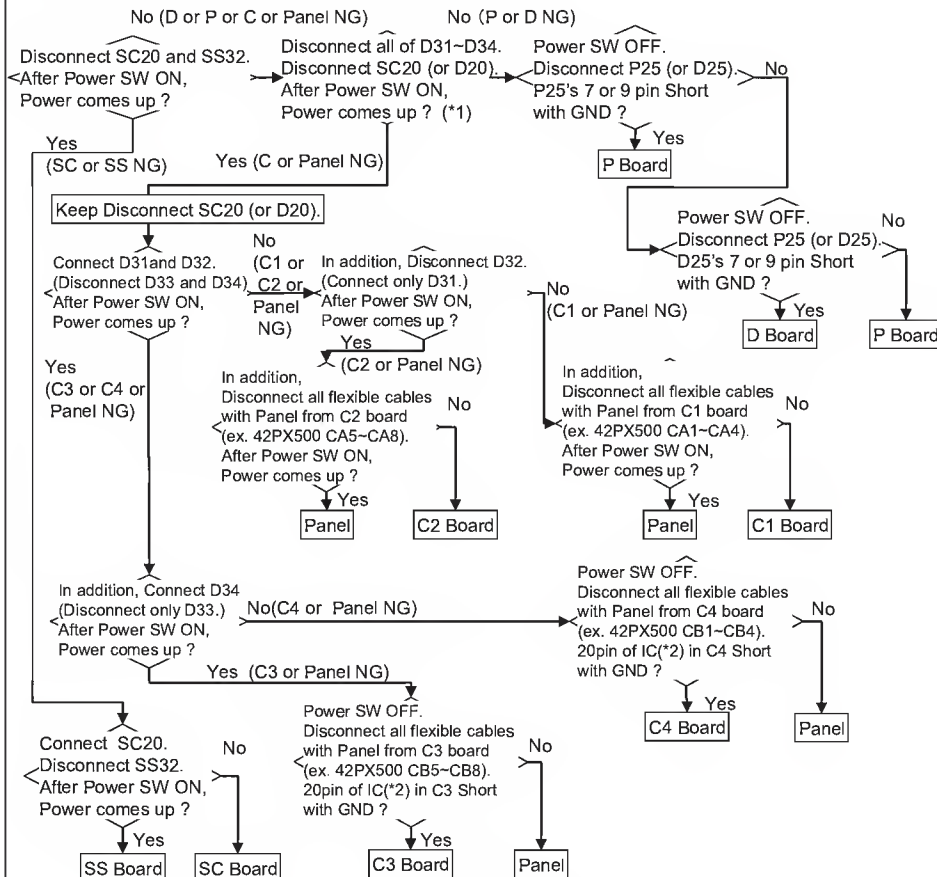 No (D or P or C or Panel NG)
No (P or D NG)
Disconnect SC20 and SS32.
After Power SW ON,
Power comes up ?
Disconnect all of D31~D34.
Disconnect SC20 (or D20).
After Power SW ON,
Power comes up ? (*1)
Power SW OFF.
Disconnect P25 (or D25).
P25's 7 or 9 pin Short
with GND ?
No
Yes
(SC or SS NG)
Yes (C or Panel NG)
Yes
P Board
Keep Disconnect SC20 (or D20).
Power SW OFF.
Disconnect P25 (or D25).
D25's 7 or 9 pin Short
with GND ?
No
Yes
D Board
P Board
Connect D31and D32.
(Disconnect D33 and D34)
After Power SW ON,
Power comes up ?
No
(C1 or
C2 or
Panel
NG)
In addition, Disconnect D32.
(Connect only D31.)
After Power SW ON,
Power comes up ?
No
(C1 or Panel NG)
Yes
(C2 or Panel NG)
Yes
(C3 or C4 or
Panel NG)
In addition,
Disconnect all flexible cables
with Panel from C2 board
(ex. 42PX500 CA5~CA8).
After Power SW ON,
Power comes up ?
No
Yes
Panel
C2 Board
In addition,
Disconnect all flexible cables
with Panel from C1 board
(ex. 42PX500 CA1~CA4).
After Power SW ON,
Power comes up ?
No
Yes
Panel
C1 Board
In addition, Connect D34
(Disconnect only D33.)
After Power SW ON,
Power comes up ?
No(C4 or Panel NG)
Power SW OFF.
Disconnect all flexible cables
with Panel from C4 board
(ex. 42PX500 CB1~CB4).
20pin of IC(*2) in C4 Short
with GND ?
No
Yes
C4 Board
Panel
Yes (C3 or Panel NG)
Connect SC20.
Disconnect SS32.
After Power SW ON,
Power comes up ?
No
Yes
SS Board
SC Board
Power SW OFF.
Disconnect all flexible cables
with Panel from C3 board
(ex. 42PX500 CB5~CB8).
20pin of IC(*2) in C3 Short
with GND ?
No
Yes
C3 Board
Panel